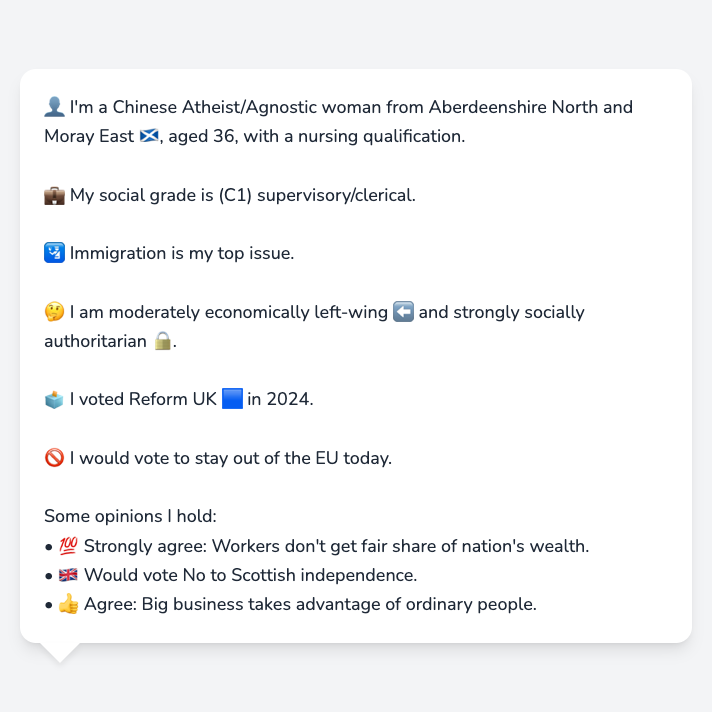 👤 I'm a Chinese Atheist/Agnostic woman from Aberdeenshire North and
Moray East 🏴󠁧󠁢󠁳󠁣󠁴󠁿, aged 36, with a nursing qualification.
💼 My social grade is (C1) supervisory/clerical.
🛂 Immigration is my top issue.
🤔 I am moderately economically left-wing ⬅️ and strongly socially
authoritarian 🔒.
🗳️ I voted Reform UK 🟦 in 2024.
🚫 I would vote to stay out of the EU today.
Some opinions I hold:
• 💯 Strongly agree: Workers don't get fair share of nation's wealth.
• 🇬🇧 Would vote No to Scottish independence.
• 👍 Agree: Big business takes advantage of ordinary people.